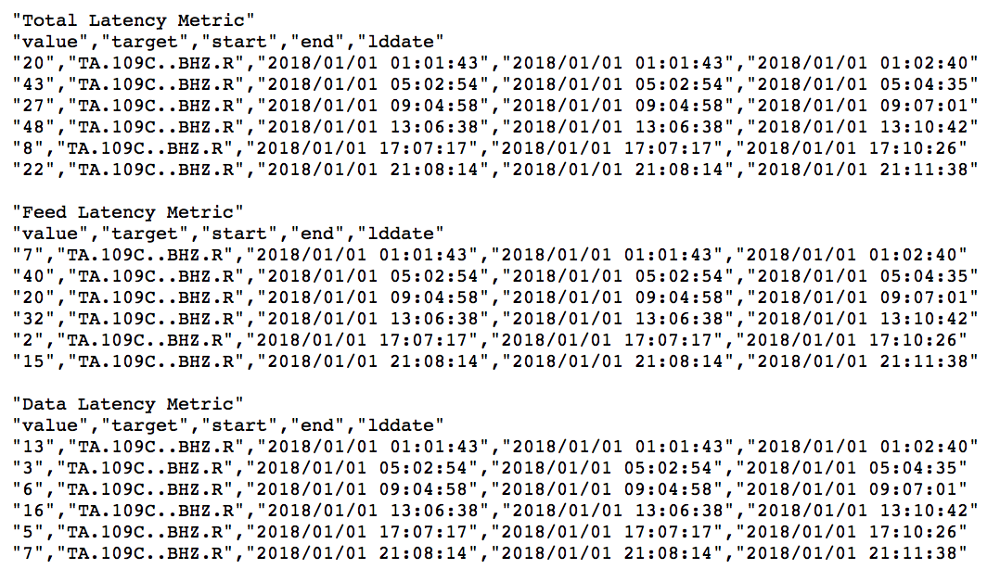 "Total Latency Metric"
"value","target","start","end","lddate"
"20","TA.109C..BHZ.R","2018/01/01 01:01:43","2018/01/01 01:01:43","2018/01/01 01:02:40"
"43","TA.109C..BHZ.R","2018/01/01 05:02:54","2018/01/01 05:02:54","2018/01/01 05:04:35"
"27","TA.109C..BHZ.R","2018/01/01 09:04:58","2018/01/01 09:04:58","2018/01/01 09:07:01"
"48","TA.109C..BHZ.R","2018/01/01 13:06:38","2018/01/01 13:06:38","2018/01/01 13:10:42"
"8","TA.109C..BHZ.R","2018/01/01 17:07:17","2018/01/01 17:07:17","2018/01/01 17:10:26"
"22","TA.109C..BHZ.R","2018/01/01 21:08:14","2018/01/01 21:08:14","2018/01/01 21:11:38"
"Feed Latency Metric"
"value","target","start","end","lddate"
"7","TA.109C..BHZ.R","2018/01/01 01:01:43","2018/01/01 01:01:43","2018/01/01 01:02:40"
"40","TA.109C..BHZ.R","2018/01/01 05:02:54","2018/01/01 05:02:54","2018/01/01 05:04:35"
"20","TA.109C..BHZ.R","2018/01/01 09:04:58","2018/01/01 09:04:58","2018/01/01 09:07:01"
"32","TA.109C..BHZ.R","2018/01/01 13:06:38","2018/01/01 13:06:38","2018/01/01 13:10:42"
"2","TA.109C..BHZ.R","2018/01/01 17:07:17","2018/01/01 17:07:17","2018/01/01 17:10:26"
"15","TA.109C..BHZ.R","2018/01/01 21:08:14","2018/01/01 21:08:14","2018/01/01 21:11:38"
"Data Latency Metric"
"value","target","start","end","lddate"
"13","TA.109C..BHZ.R","2018/01/01 01:01:43","2018/01/01 01:01:43","2018/01/01 01:02:40"
"3","TA.109C..BHZ.R","2018/01/01 05:02:54","2018/01/01 05:02:54","2018/01/01 05:04:35"
"6","TA.109C..BHZ.R","2018/01/01 09:04:58","2018/01/01 09:04:58","2018/01/01 09:07:01"
"16","TA.109C..BHZ.R","2018/01/01 13:06:38","2018/01/01 13:06:38","2018/01/01 13:10:42"
"5","TA.109C..BHZ.R","2018/01/01 17:07:17","2018/01/01 17:07:17","2018/01/01 17:10:26"
"7","TA.109C..BHZ.R","2018/01/01 21:08:14","2018/01/01 21:08:14","2018/01/01 21:11:38"